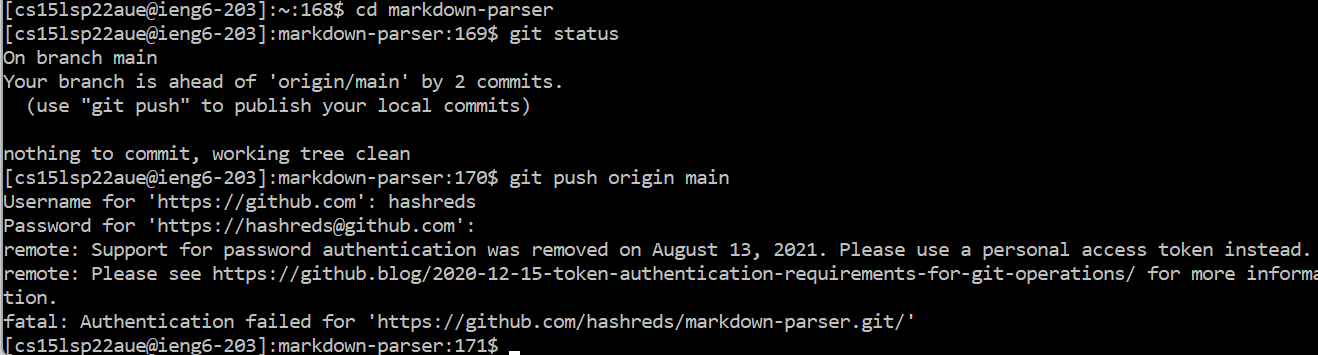 [cs15lsp22aue@ieng6-203]:~:168$ cd markdown-parser
[cs15lsp22aue@ieng6-203]:markdown-parser:169$ git status
On branch main
Your branch is ahead of 'origin/main' by 2 commits.
  (use "git push" to publish your local commits)

nothing to commit, working tree clean
[cs15lsp22aue@ieng6-203]:markdown-parser:170$ git push origin main
Username for 'https://github.com': hashreds
Password for 'https://hashreds@github.com':
remote: Support for password authentication was removed on August 13, 2021. Please use a personal access token instead.
remote: Please see https://github.blog/2020-12-15-token-authentication-requirements-for-git-operations/ for more informa
tion.
fatal: Authentication failed for 'https://github.com/hashreds/markdown-parser.git/'
[cs15lsp22aue@ieng6-203]:markdown-parser:171$